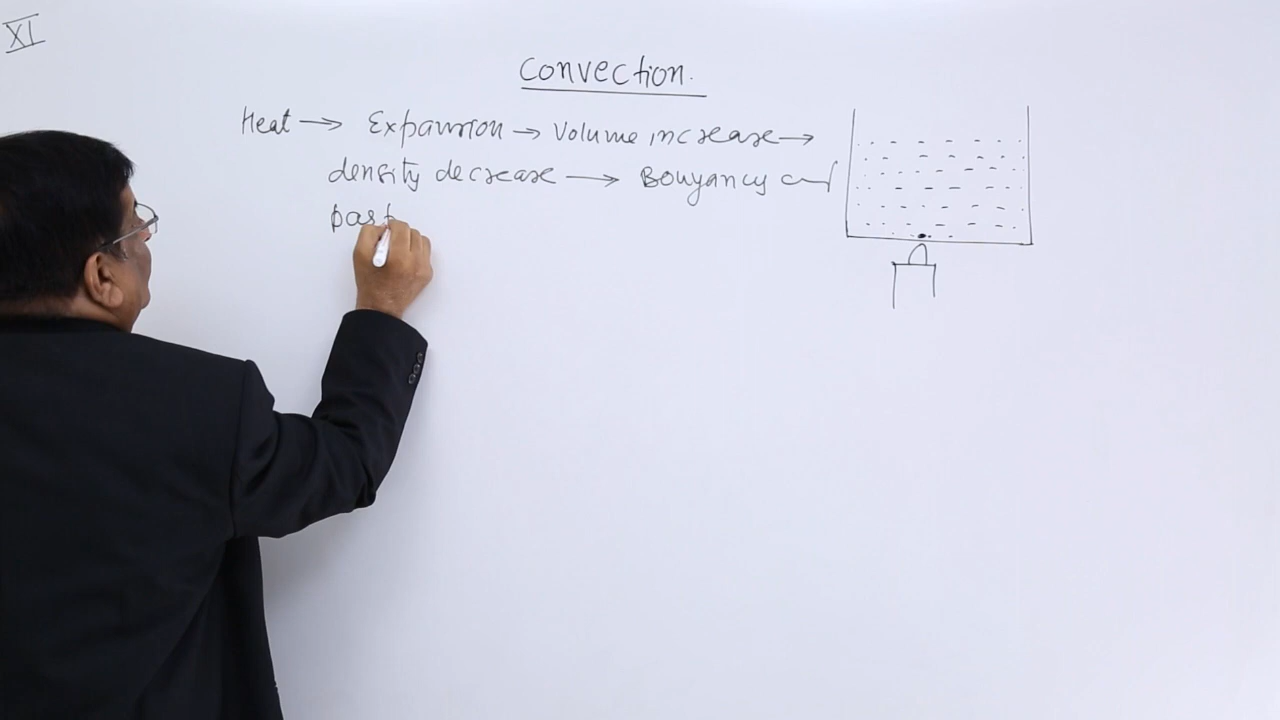 XI
Convection.
Heat → Expansion → Volume increase →
density decrease → Bouyancy and
part